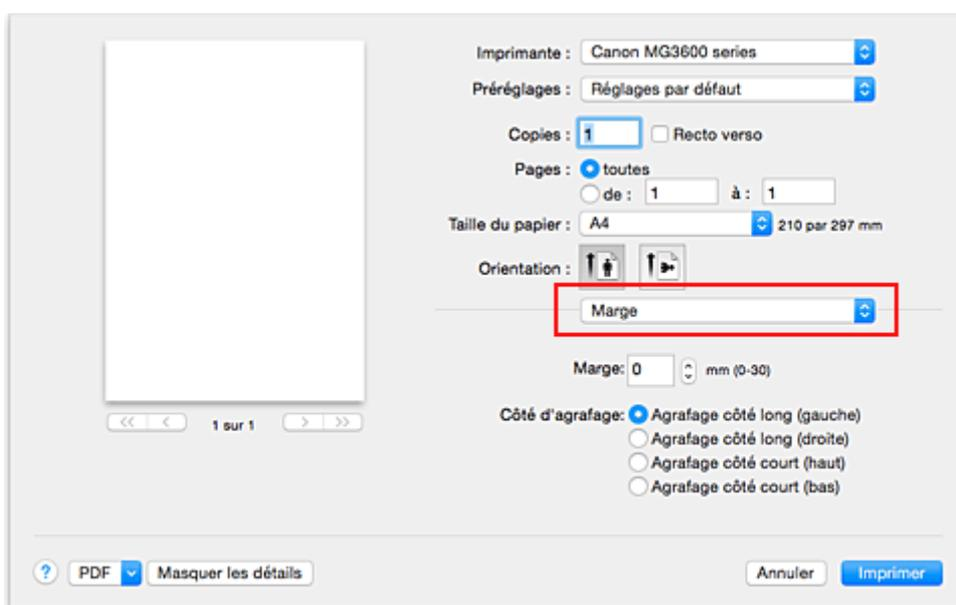 Imprimante : Canon MG3600 series
Préréglages : Réglages par défaut
Copies : 1 Recto verso
Pages : toutes
de : 1 à : 1
Taille du papier : A4 210 par 297 mm
Orientation :
Marge
Marge: 0 mm (0-30)
<< < 1 sur 1 > >>
Côté d'agrafage: Agrafage côté long (gauche)
Agrafage côté long (droite)
Agrafage côté court (haut)
Agrafage côté court (bas)
? PDF Masquer les détails Annuler Imprimer